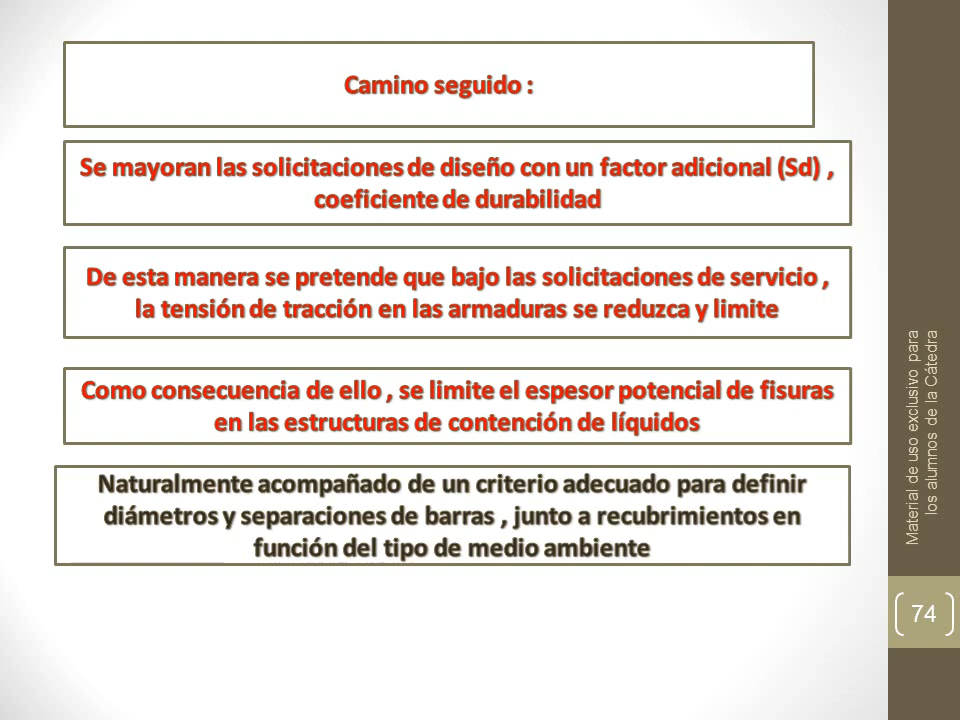 Camino seguido :
Se mayoran las solicitaciones de diseño con un factor adicional (Sd) ,
coeficiente de durabilidad
De esta manera se pretende que bajo las solicitaciones de servicio ,
la tensión de tracción en las armaduras se reduzca y limite
Como consecuencia de ello , se limite el espesor potencial de fisuras
en las estructuras de contención de líquidos
Naturalmente acompañado de un criterio adecuado para definir
diámetros y separaciones de barras , junto a recubrimientos en
función del tipo de medio ambiente
Material de uso exclusivo para
los alumnos de la Cátedra
74